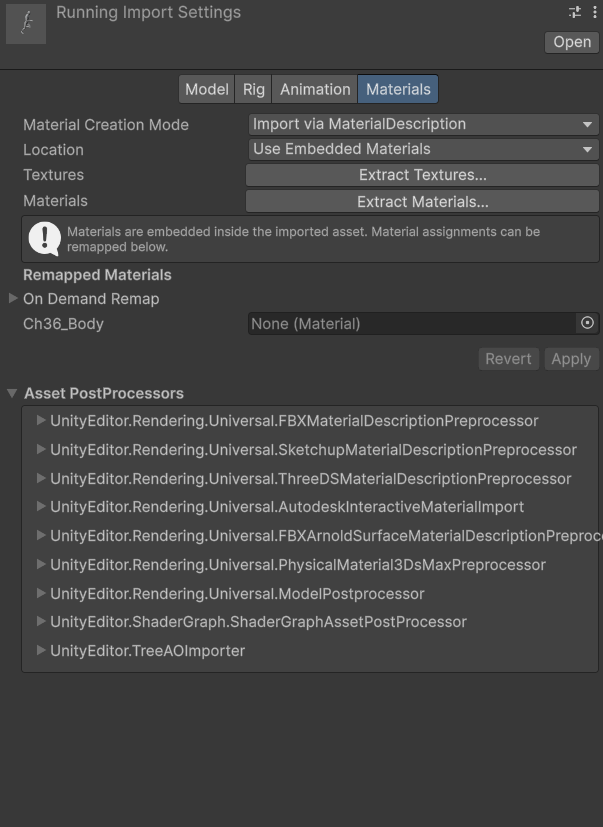 Running Import Settings
Open
Model Rig Animation Materials
Material Creation Mode Import via MaterialDescription
Location Use Embedded Materials
Textures Extract Textures...
Materials Extract Materials...
Materials are embedded inside the imported asset. Material assignments can be
remapped below.
Remapped Materials
On Demand Remap
Ch36_Body None (Material)
Revert Apply
Asset PostProcessors
UnityEditor.Rendering.Universal.FBXMaterialDescriptionPreprocessor
UnityEditor.Rendering.Universal.SketchupMaterialDescriptionPreprocessor
UnityEditor.Rendering.Universal.ThreeDSMaterialDescriptionPreprocessor
UnityEditor.Rendering.Universal.AutodeskInteractiveMaterialImport
UnityEditor.Rendering.Universal.FBXArnoldSurfaceMaterialDescriptionPreproc
UnityEditor.Rendering.Universal.PhysicalMaterial3DsMaxPreprocessor
UnityEditor.Rendering.Universal.ModelPostprocessor
UnityEditor.ShaderGraph.ShaderGraphAssetPostProcessor
UnityEditor.TreeAOImporter